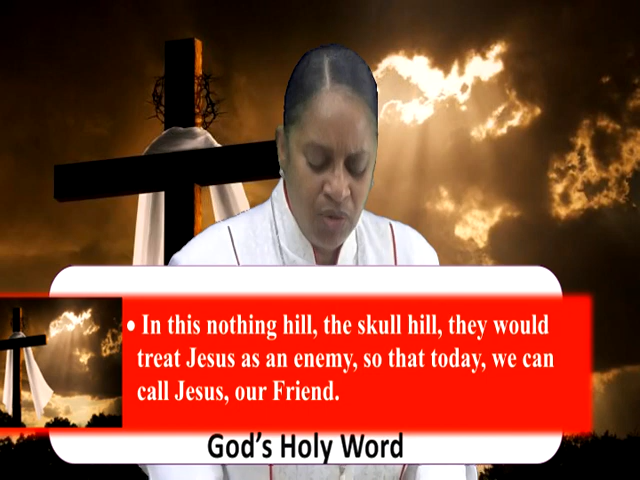 • In this nothing hill, the skull hill, they would
treat Jesus as an enemy, so that today, we can
call Jesus, our Friend.
God's Holy Word